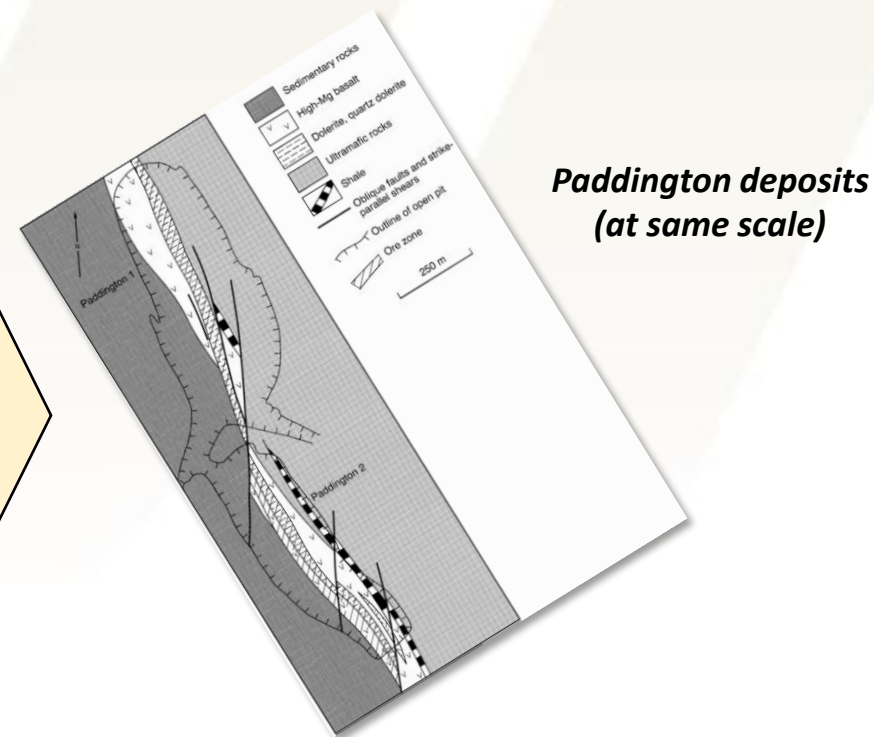 Sedimentary rocks
High-Mg basalt
Dolerite, quartz dolerite
Ultramafic rocks
Shale
Oblique faults and strike-
parallel shears
Outline of open pit
Ore zone
250 m
N
Paddington 1
Paddington 2
Paddington deposits
(at same scale)